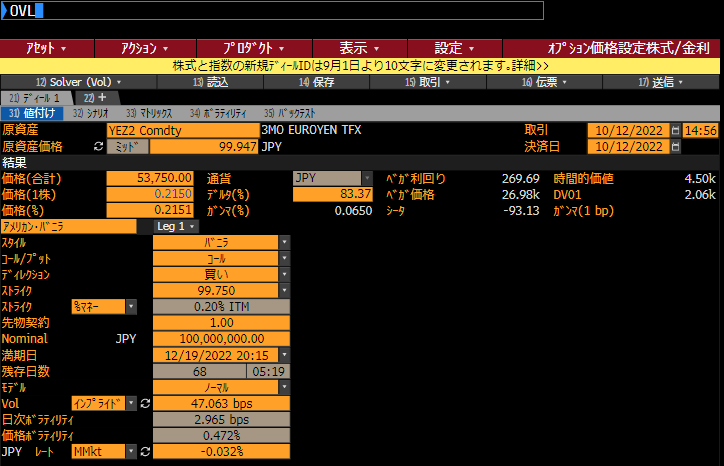 OVL
ｱｾｯﾄ ｱｸｼｮﾝ ﾌﾟﾛﾀﾞｸﾄ 表示 設定 ｵﾌﾟｼｮﾝ価格設定株式/金利
株式と指数の新規ﾃﾞｨｰﾙIDは9月1日より10文字に変更されます｡詳細>>
12) Solver (Vol) 13) 読込 14) 保存 15) 取引 16) 伝票 17) 送信
21) ﾃﾞｨｰﾙ 1 22) +
31) 値付け 32) ｼﾅﾘｵ 33) ﾏﾄﾘｯｸｽ 34) ﾎﾞﾗﾃｨﾘﾃｨ 35) ﾊﾞｯｸﾃｽﾄ
原資産 YEZ2 Comdty 3MO EUROYEN TFX 取引 10/12/2022 14:56
原資産価格 ﾐｯﾄﾞ 99.947 JPY 決済日 10/12/2022
結果
価格(合計) 53,750.00 通貨 JPY ﾍﾞｶﾞ利回り 269.69 時間的価値 4.50k
価格(1株) 0.2150 ﾃﾞﾙﾀ(%) 83.37 ﾍﾞｶﾞ価格 26.98k DV01 2.06k
価格(%) 0.2151 ｶﾞﾝﾏ(%) 0.0650 ｼｰﾀ -93.13 ｶﾞﾝﾏ(1 bp)
ｱﾒﾘｶﾝ･ﾊﾞﾆﾗ Leg 1
ｽﾀｲﾙ ﾊﾞﾆﾗ
ｺｰﾙ/ﾌﾟｯﾄ ｺｰﾙ
ﾃﾞｨﾚｸｼｮﾝ 買い
ｽﾄﾗｲｸ 99.750
ｽﾄﾗｲｸ %ﾏﾈｰ 0.20% ITM
先物契約 1.00
Nominal JPY 100,000,000.00
満期日 12/19/2022 20:15
残存日数 68 05:19
ﾓﾃﾞﾙ ﾉｰﾏﾙ
Vol ｲﾝﾌﾟﾗｲﾄﾞ 47.063 bps
日次ﾎﾞﾗﾃｨﾘﾃｨ 2.965 bps
価格ﾎﾞﾗﾃｨﾘﾃｨ 0.472%
JPY ﾚｰﾄ MMkt -0.032%